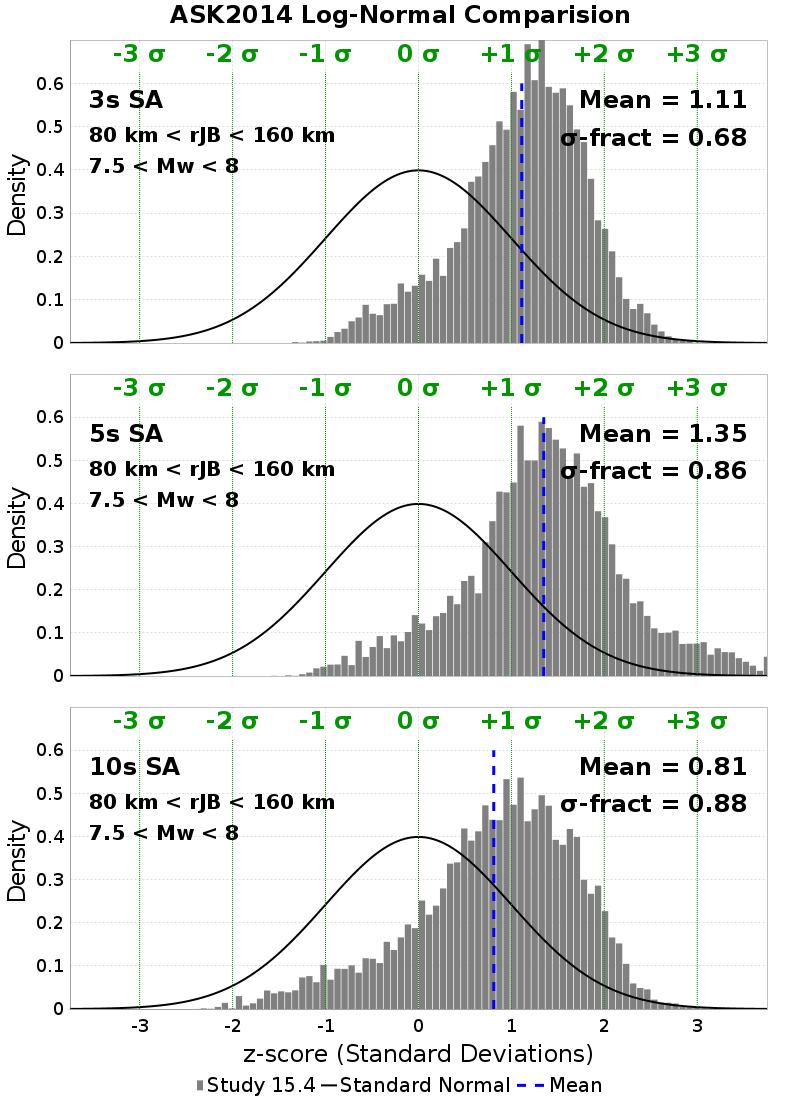 ASK2014 Log-Normal Comparision
-3 σ -2 σ -1 σ 0 σ +1 σ +2 σ +3 σ
3s SA
Mean = 1.11
80 km < rJB < 160 km
σ-fract = 0.68
7.5 < Mw < 8
Density
0.6
0.5
0.4
0.3
0.2
0.1
0
-3 σ -2 σ -1 σ 0 σ +1 σ +2 σ +3 σ
5s SA
Mean = 1.35
80 km < rJB < 160 km
σ-fract = 0.86
7.5 < Mw < 8
Density
0.6
0.5
0.4
0.3
0.2
0.1
0
-3 σ -2 σ -1 σ 0 σ +1 σ +2 σ +3 σ
10s SA
Mean = 0.81
80 km < rJB < 160 km
σ-fract = 0.88
7.5 < Mw < 8
Density
0.6
0.5
0.4
0.3
0.2
0.1
0
-3 -2 -1 0 1 2 3
z-score (Standard Deviations)
Study 15.4 Standard Normal Mean